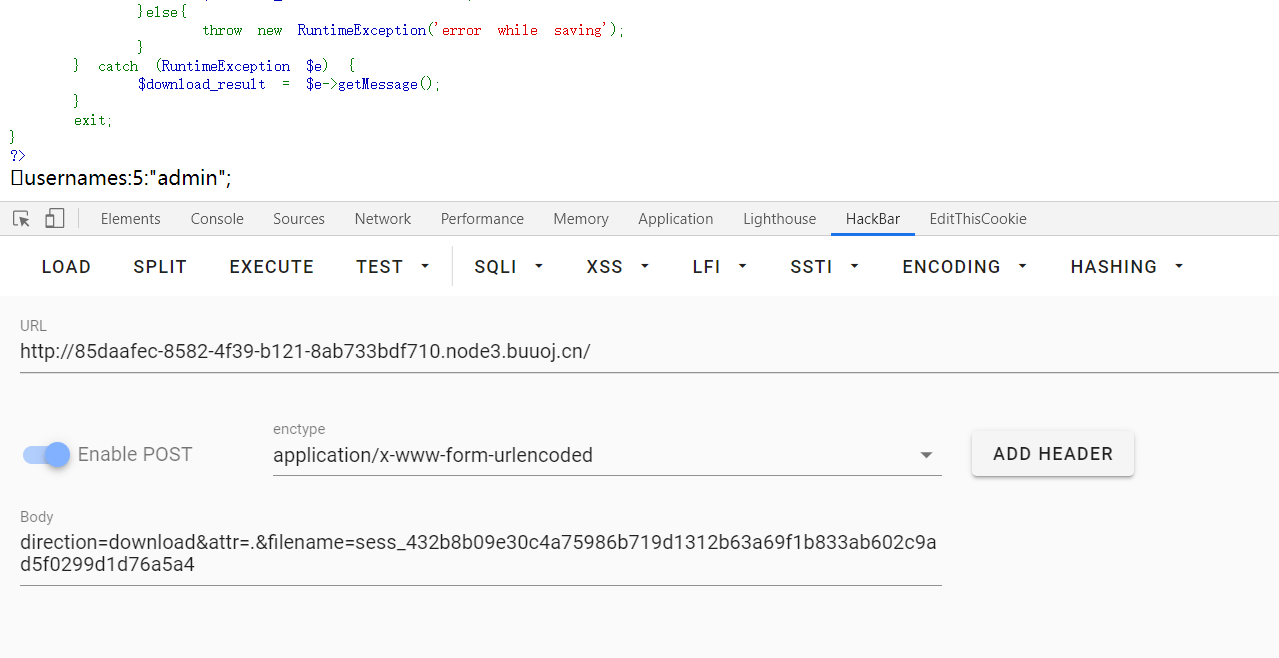 }else{
throw new RuntimeException('error while saving');
}
} catch (RuntimeException $e) {
$download_result = $e->getMessage();
}
exit;
}
?>
usernames:5:"admin";
Elements Console Sources Network Performance Memory Application Lighthouse HackBar EditThisCookie
LOAD SPLIT EXECUTE TEST SQLI XSS LFI SSTI ENCODING HASHING
URL
http://85daafec-8582-4f39-b121-8ab733bdf710.node3.buuoj.cn/
enctype
Enable POST application/x-www-form-urlencoded ADD HEADER
Body
direction=download&attr=.&filename=sess_432b8b09e30c4a75986b719d1312b63a69f1b833ab602c9a
d5f0299d1d76a5a4